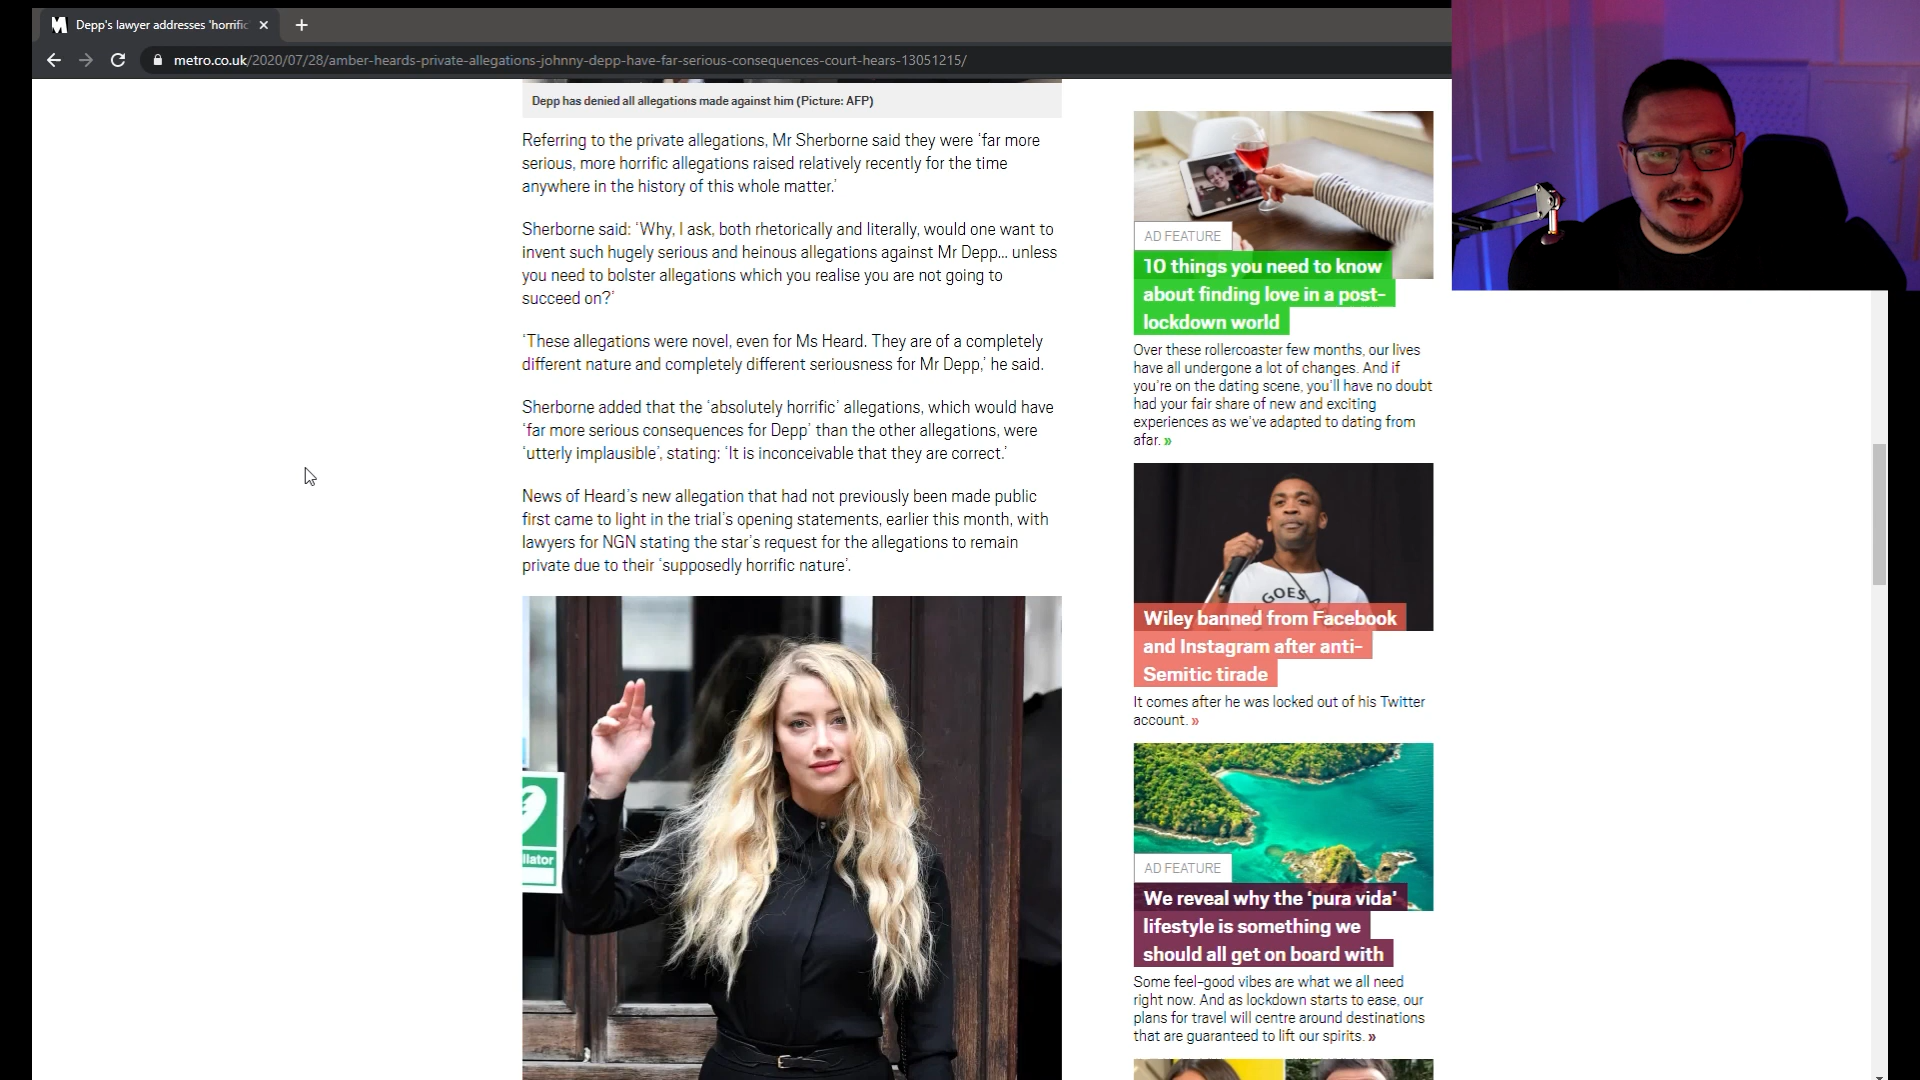 Depp's lawyer addresses 'horrific
metro.co.uk/2020/07/28/amber-heards-private-allegations-johnny-depp-have-far-serious-consequences-court-hears-13051215/
Depp has denied all allegations made against him (Picture: AFP)
Referring to the private allegations, Mr Sherborne said they were 'far more
serious, more horrific allegations raised relatively recently for the time
anywhere in the history of this whole matter.'
Sherborne said: 'Why, I ask, both rhetorically and literally, would one want to
invent such hugely serious and heinous allegations against Mr Depp... unless
you need to bolster allegations which you realise you are not going to
succeed on?'
'These allegations were novel, even for Ms Heard. They are of a completely
different nature and completely different seriousness for Mr Depp,' he said.
Sherborne added that the 'absolutely horrific' allegations, which would have
'far more serious consequences for Depp' than the other allegations, were
'utterly implausible', stating: 'It is inconceivable that they are correct.'
News of Heard's new allegation that had not previously been made public
first came to light in the trial's opening statements, earlier this month, with
lawyers for NGN stating the star's request for the allegations to remain
private due to their 'supposedly horrific nature'.
llator
AD FEATURE
10 things you need to know
about finding love in a post-
lockdown world
Over these rollercoaster few months, our lives
have all undergone a lot of changes. And if
you're on the dating scene, you'll have no doubt
had your fair share of new and exciting
experiences as we've adapted to dating from
afar. »
GOES A
Wiley banned from Facebook
and Instagram after anti-
Semitic tirade
It comes after he was locked out of his Twitter
account. »
AD FEATURE
We reveal why the 'pura vida'
lifestyle is something we
should all get on board with
Some feel-good vibes are what we all need
right now. And as lockdown starts to ease, our
plans for travel will centre around destinations
that are guaranteed to lift our spirits. »